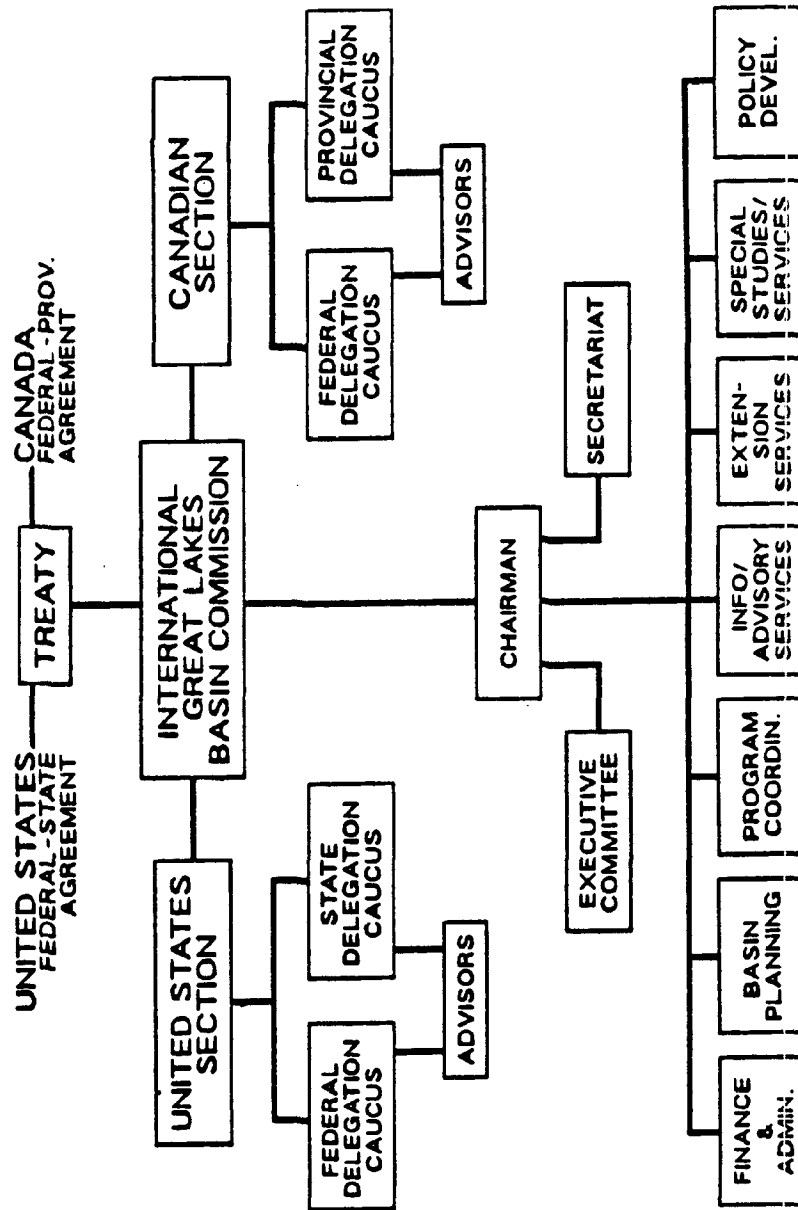 UNITED STATES
FEDERAL-STATE
AGREEMENT
TREATY
CANADA
FEDERAL-PROV.
AGREEMENT
UNITED STATES
SECTION
INTERNATIONAL
GREAT LAKES
BASIN COMMISSION
CANADIAN
SECTION
FEDERAL
DELEGATION
CAUCUS
STATE
DELEGATION
CAUCUS
ADVISORS
FEDERAL
DELEGATION
CAUCUS
PROVINCIAL
DELEGATION
CAUCUS
ADVISORS
CHAIRMAN
EXECUTIVE
COMMITTEE
SECRETARIAT
FINANCE
&
ADMIN.
BASIN
PLANNING
PROGRAM
COORDIN.
INFO/
ADVISORY
SERVICES
EXTEN-
SION
SERVICES
SPECIAL
STUDIES/
SERVICES
POLICY
DEVEL.